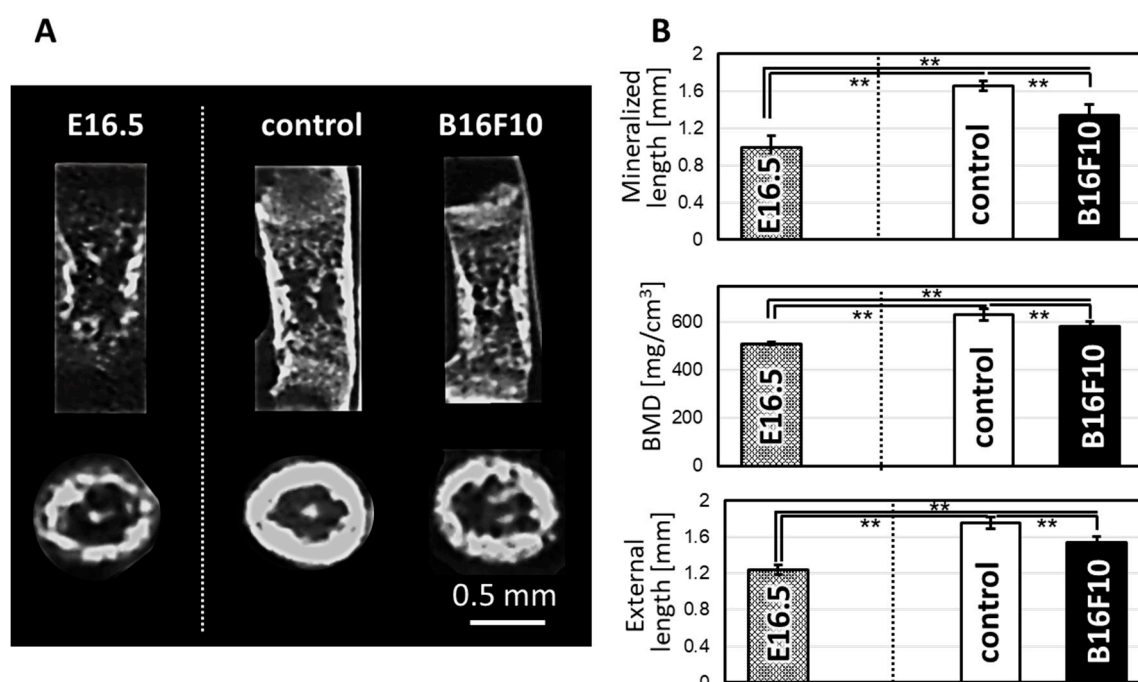 A
E16.5 control B16F10
0.5 mm
B
Mineralized
length [mm]
2
1.6
1.2
0.8
0.4
0
**
** **
E16.5
control
B16F10
BMD [mg/cm³]
600
400
200
0
**
** **
E16.5
control
B16F10
External
length [mm]
2
1.6
1.2
0.8
0.4
0
**
** **
E16.5
control
B16F10